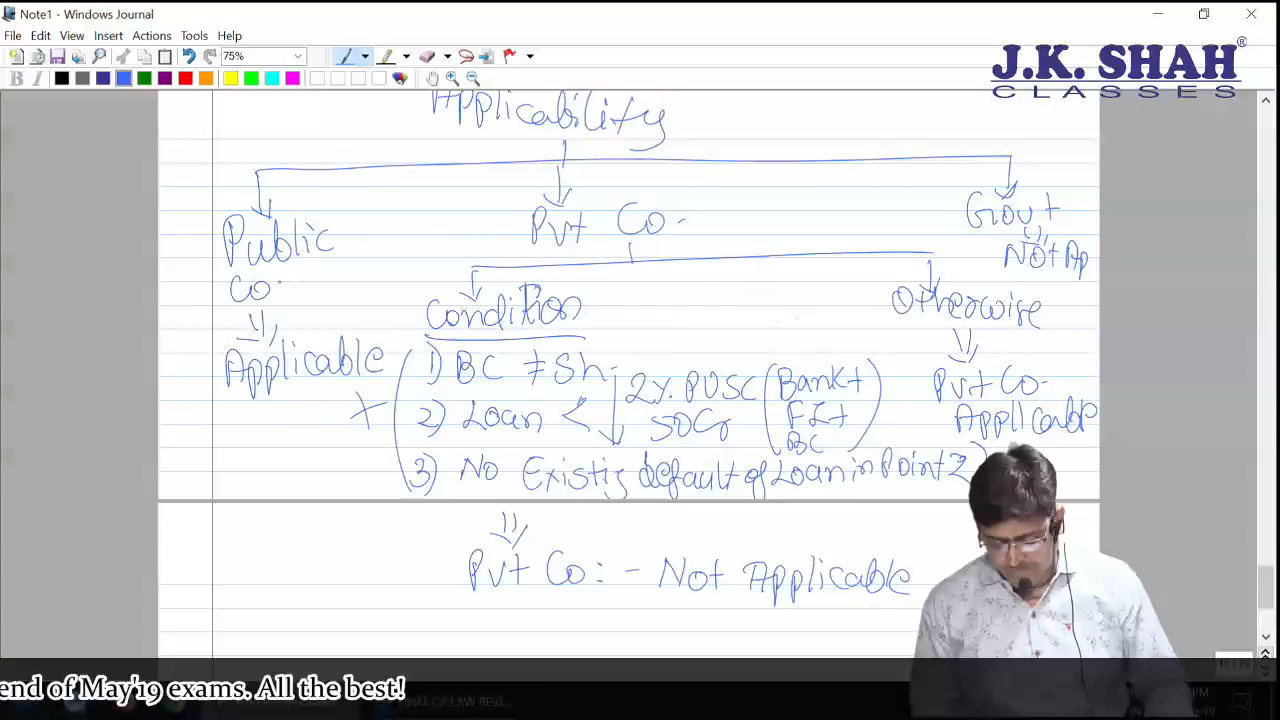 Note1 - Windows Journal
File Edit View Insert Actions Tools Help
75%
J.K. SHAH
CLASSES
Applicability
Public
Co.
Applicable
Pvt Co.
Govt
Not Ap
Condition
1) BC ≠ Sh.
2) Loan < 2x PUSC
50Cr
(Bank +
FI +
BC)
3) No Existig default of Loan in Point 2
Otherwise
Pvt Co.
Applicable
Pvt Co: - Not Applicable
end of May'19 exams. All the best!